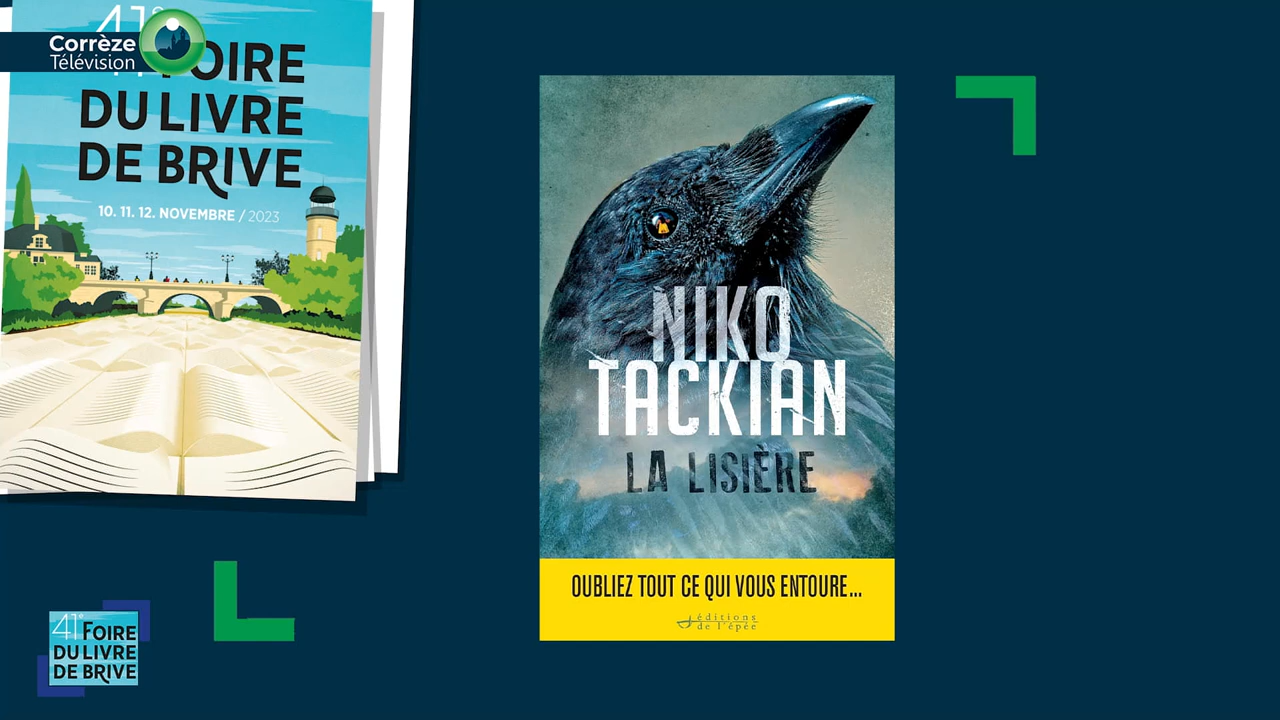 41e
Corrèze
Télévision
FOIRE
DU LIVRE
DE BRIVE
10. 11. 12. NOVEMBRE / 2023
NIKO
TACKIAN
LA LISIÈRE
OUBLIEZ TOUT CE QUI VOUS ENTOURE...
éditions
de l'épée
41e FOIRE
DU LIVRE
DE BRIVE